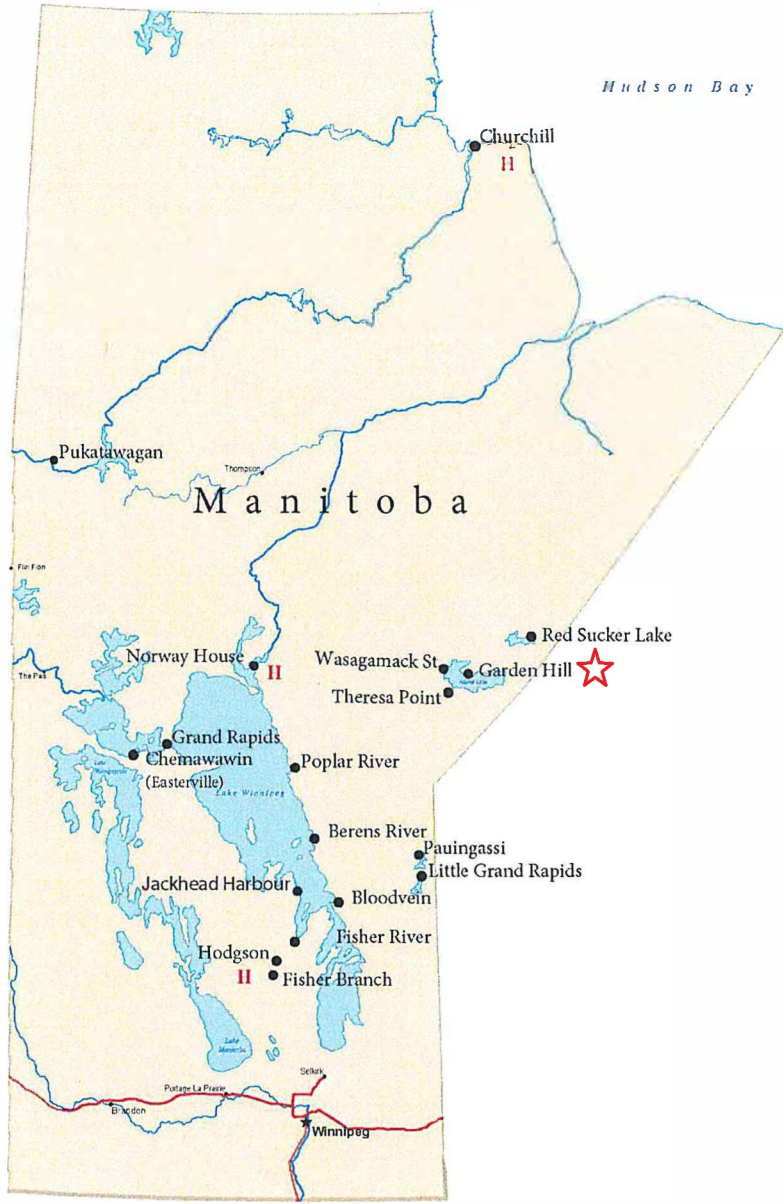 Hudson Bay
Churchill
H
Pukatawagan
Thompson
Manitoba
Flin Flon
Red Sucker Lake
Norway House
H
Wasagamack St
Garden Hill
The Pas
Theresa Point
Grand Rapids
Chemawawin
(Easterville)
Poplar River
Lake Winnipeg
Berens River
Pauingassi
Little Grand Rapids
Jackhead Harbour
Bloodvein
Fisher River
Hodgson
H
Fisher Branch
Lake
Manitoba
Selkirk
Portage La Prairie
Brandon
Winnipeg